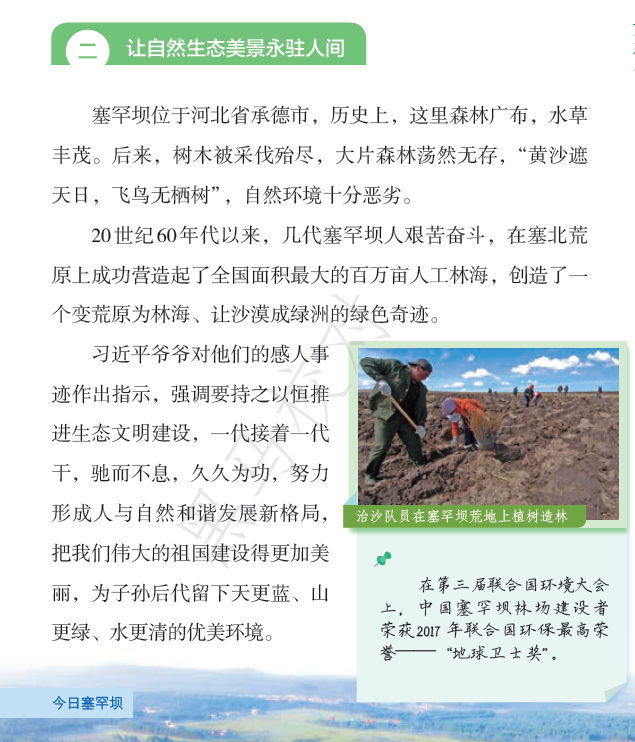 二 让自然生态美景永驻人间
塞罕坝位于河北省承德市，历史上，这里森林广布，水草
丰茂。后来，树木被采伐殆尽，大片森林荡然无存，“黄沙遮
天日，飞鸟无栖树”，自然环境十分恶劣。
20世纪60年代以来，几代塞罕坝人艰苦奋斗，在塞北荒
原上成功营造起了全国面积最大的百万亩人工林海，创造了一
个变荒原为林海、让沙漠成绿洲的绿色奇迹。
习近平爷爷对他们的感人事
迹作出指示，强调要持之以恒推
进生态文明建设，一代接着一代
干，驰而不息，久久为功，努力
形成人与自然和谐发展新格局，
把我们伟大的祖国建设得更加美
丽，为子孙后代留下天更蓝、山
更绿、水更清的优美环境。
治沙队员在塞罕坝荒地上植树造林
在第三届联合国环境大会
上，中国塞罕坝林场建设者
荣获2017年联合国环保最高荣
誉——“地球卫士奖”。
今日塞罕坝
黑马校对